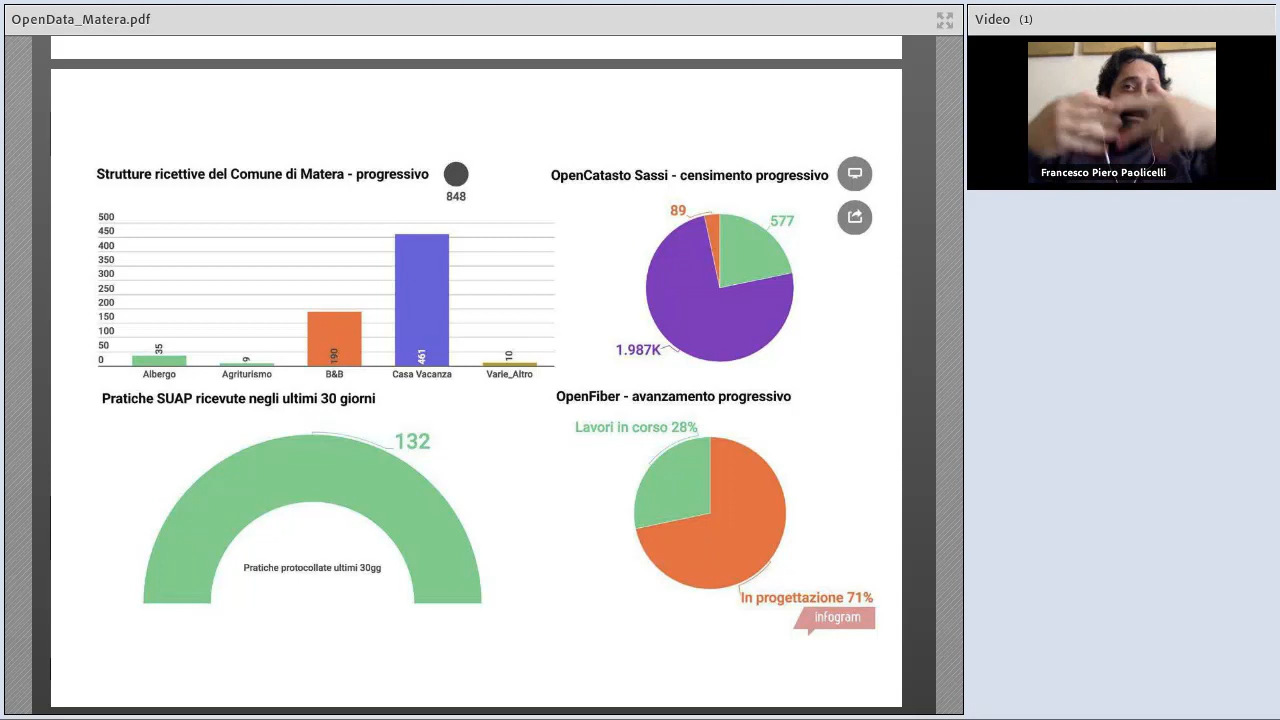 OpenData_Matera.pdf
Video (1)
Francesco Piero Paolicelli
Strutture ricettive del Comune di Matera - progressivo
848
500
450
400
350
300
250
200
150
100
50
0
35
9
190
461
10
Albergo
Agriturismo
B&B
Casa Vacanza
Varie_Altro
OpenCatasto Sassi - censimento progressivo
89
577
1.987K
Pratiche SUAP ricevute negli ultimi 30 giorni
132
Pratiche protocollate ultimi 30gg
OpenFiber - avanzamento progressivo
Lavori in corso 28%
In progettazione 71%
infogram